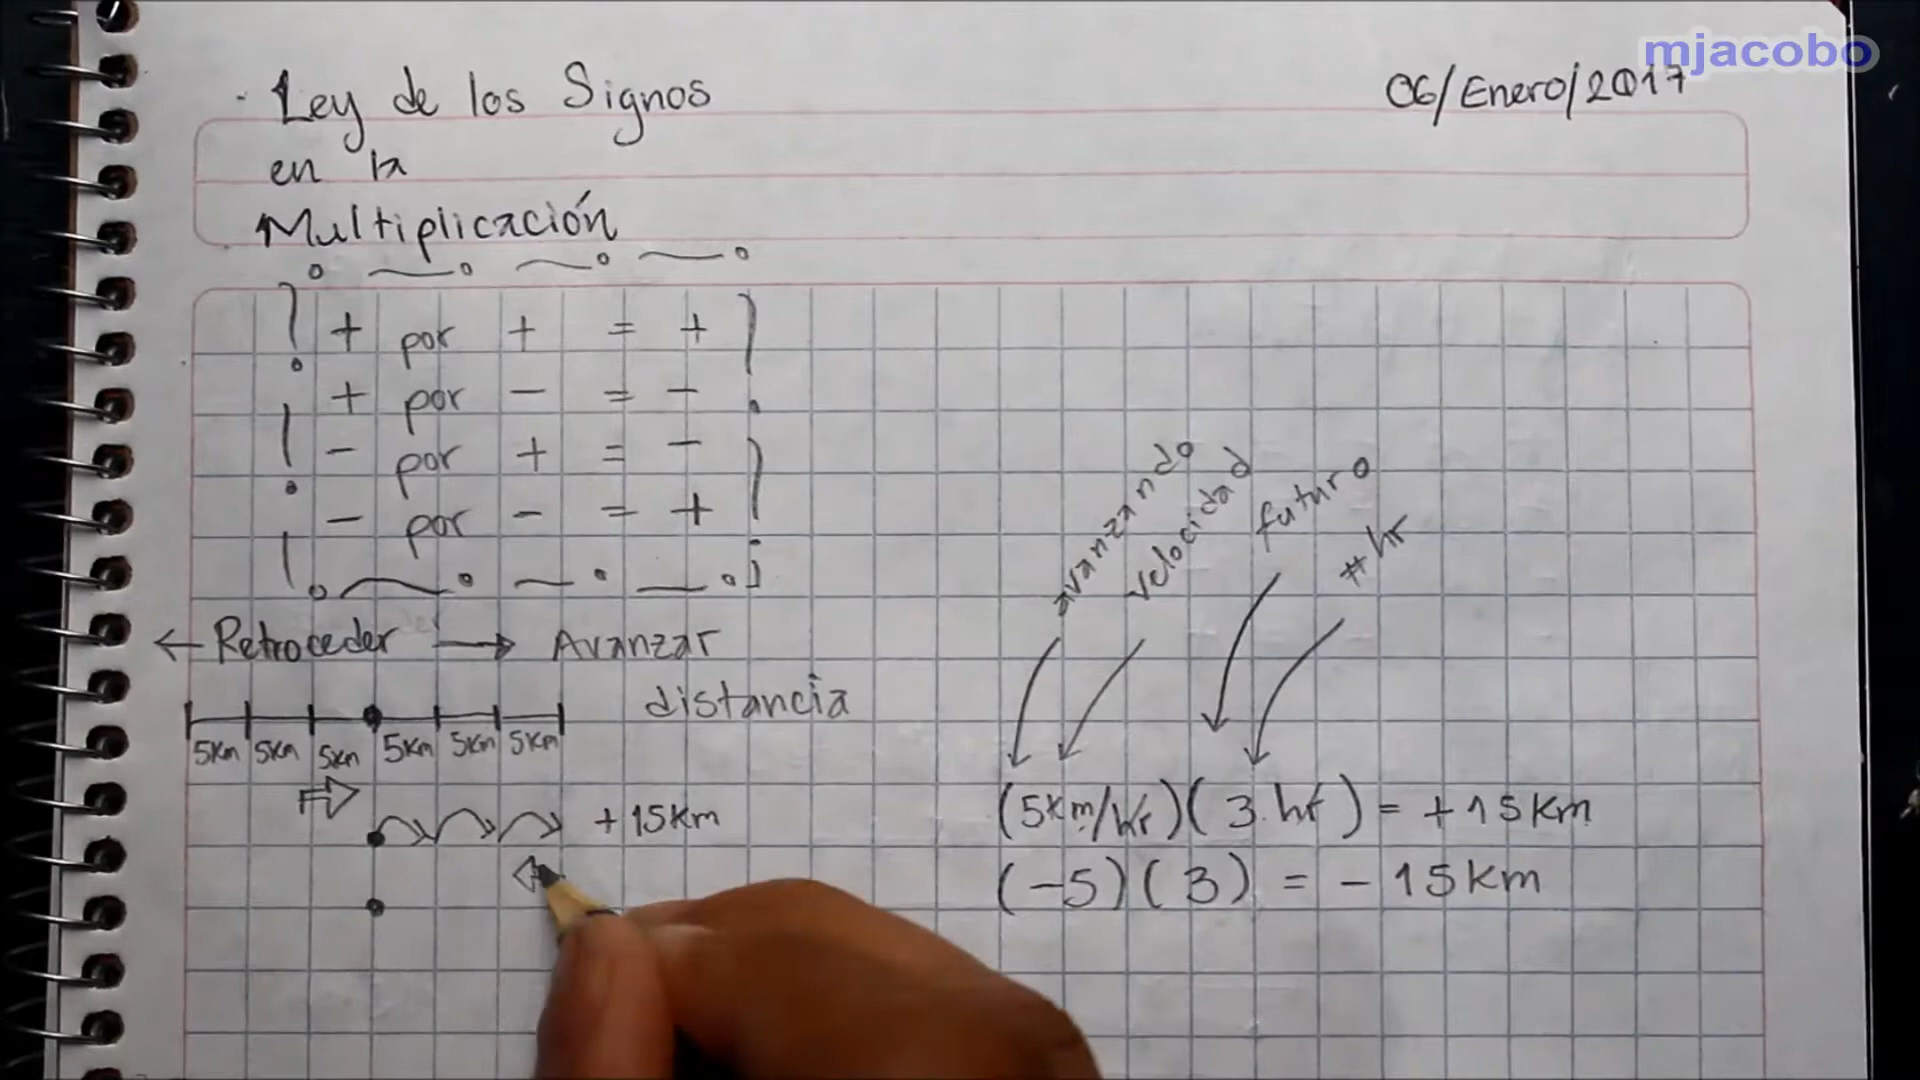 mjacobo
Ley de los Signos
06/Enero/2017
en la
Multiplicación
+ por + = +
+ por - = -
- por + = -
- por - = +
avanzando
velocidad
futuro
# hr
← Retroceder → Avanzar
distancia
5km 5km 5km 5km 5km 5km
+15km
(5km/hr)(3 hr) = +15km
(-5)(3) = -15km